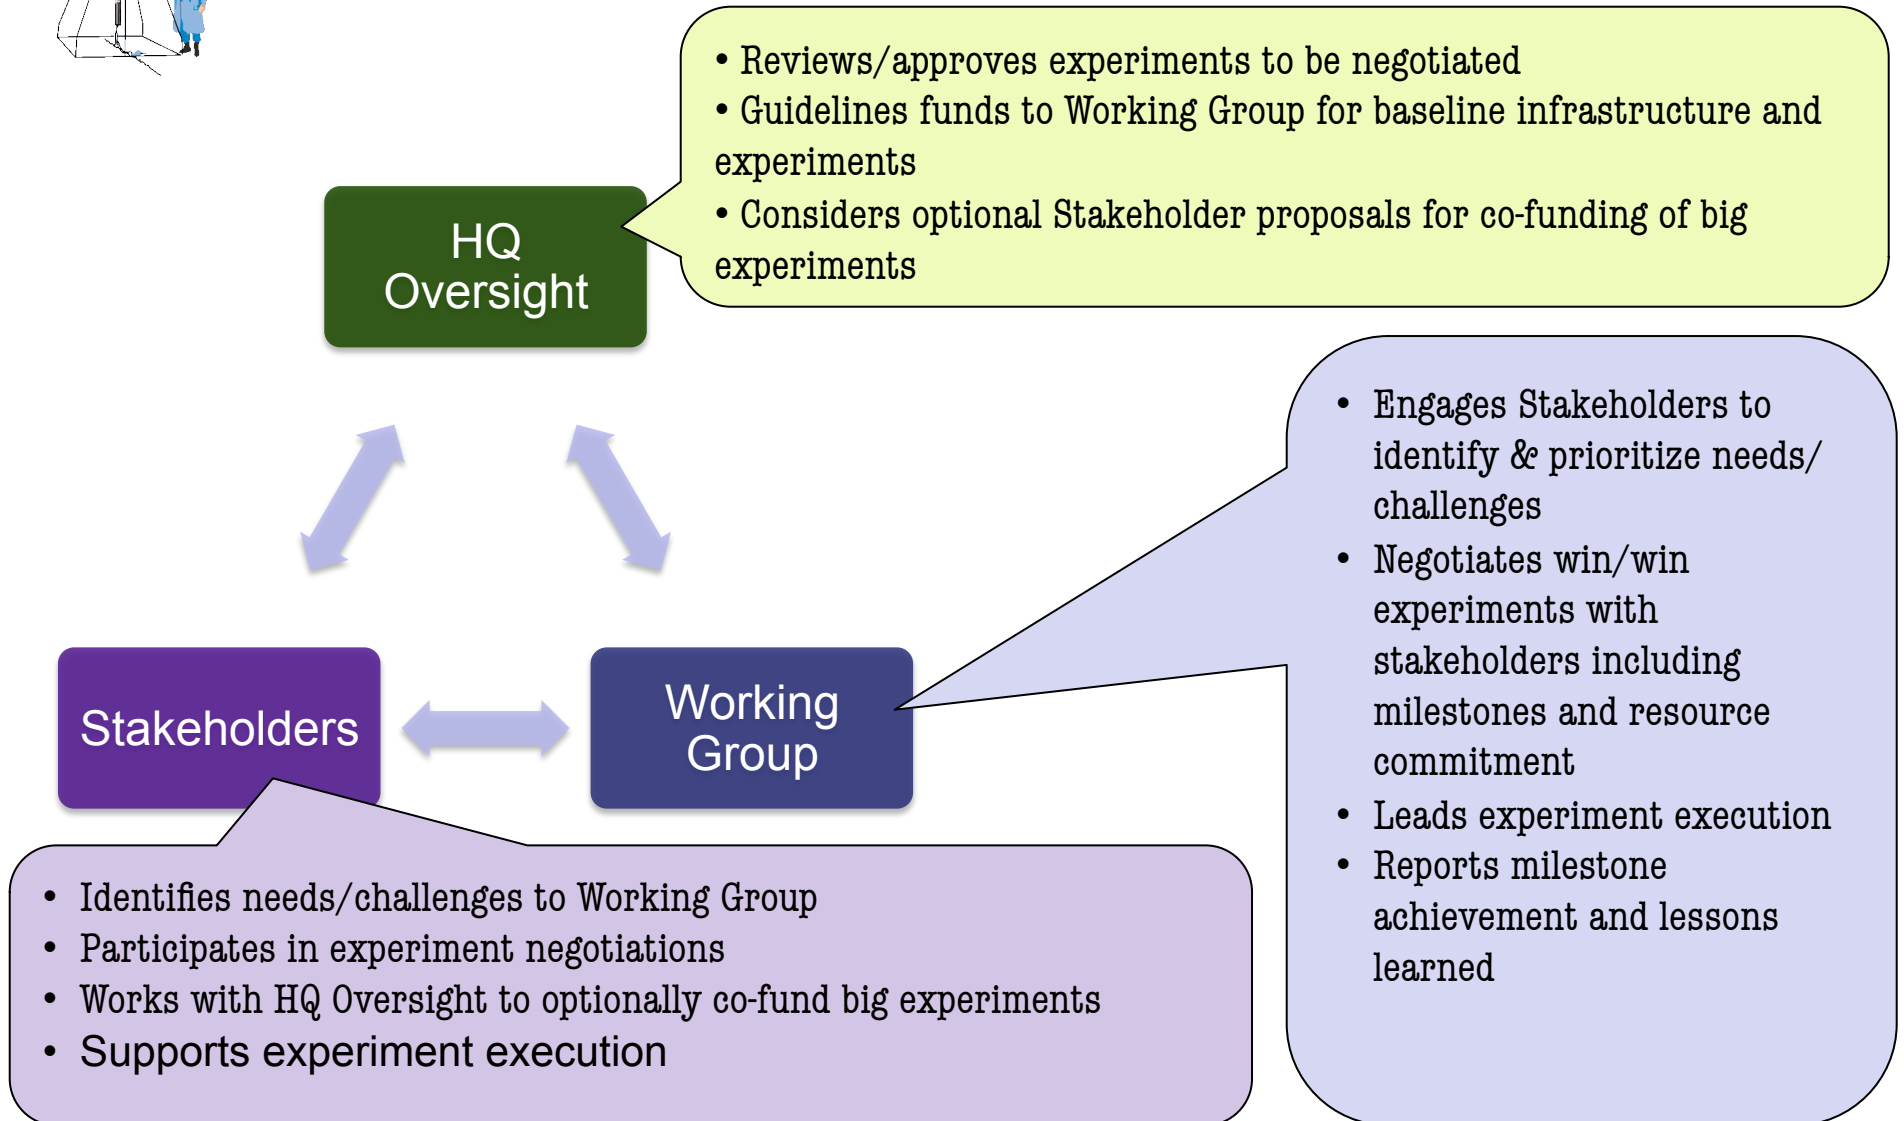 • Reviews/approves experiments to be negotiated
• Guidelines funds to Working Group for baseline infrastructure and
experiments
• Considers optional Stakeholder proposals for co-funding of big
experiments
HQ
Oversight
• Engages Stakeholders to
identify & prioritize needs/
challenges
• Negotiates win/win
experiments with
stakeholders including
milestones and resource
commitment
• Leads experiment execution
• Reports milestone
achievement and lessons
learned
Stakeholders
Working
Group
• Identifies needs/challenges to Working Group
• Participates in experiment negotiations
• Works with HQ Oversight to optionally co-fund big experiments
• Supports experiment execution